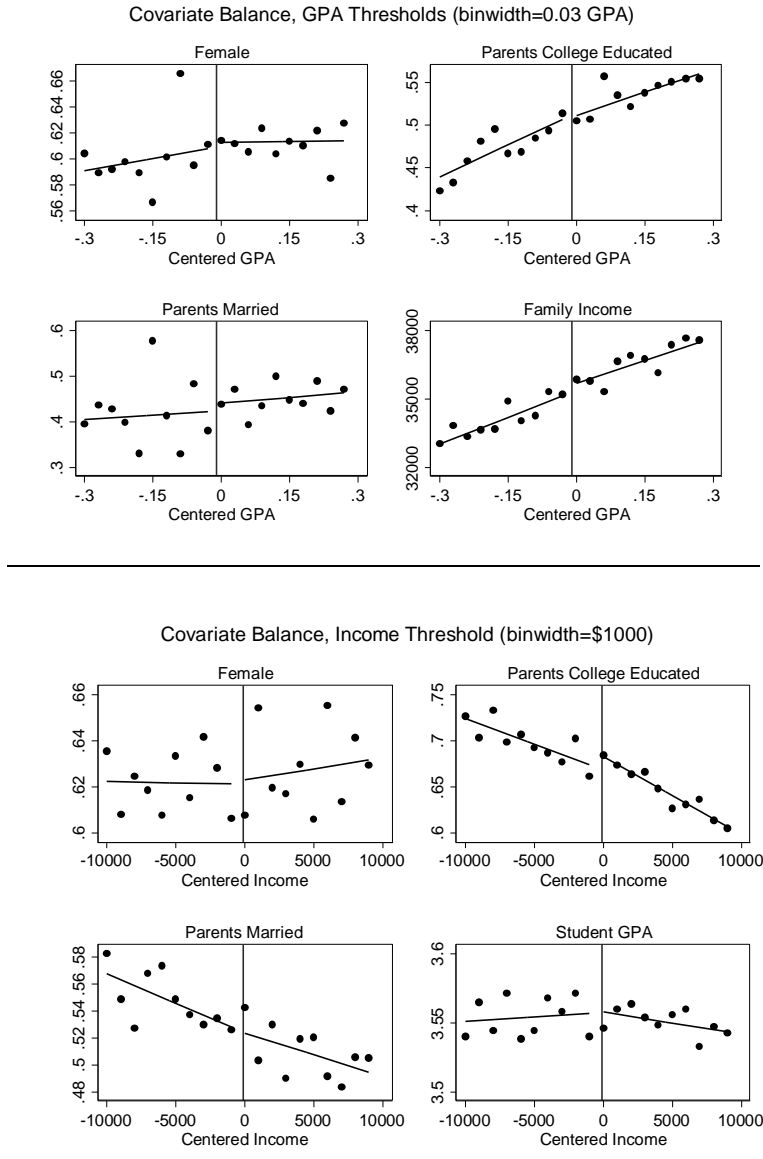 Covariate Balance, GPA Thresholds (binwidth=0.03 GPA)
Female
.56 .58 .6 .62 .64 .66
-.3 -.15 0 .15 .3
Centered GPA
Parents College Educated
.4 .45 .5 .55
-.3 -.15 0 .15 .3
Centered GPA
Parents Married
.3 .4 .5 .6
-.3 -.15 0 .15 .3
Centered GPA
Family Income
32000 35000 38000
-.3 -.15 0 .15 .3
Centered GPA
Covariate Balance, Income Threshold (binwidth=$1000)
Female
.6 .62 .64 .66
-10000 -5000 0 5000 10000
Centered Income
Parents College Educated
.6 .65 .7 .75
-10000 -5000 0 5000 10000
Centered Income
Parents Married
.48 .5 .52 .54 .56 .58
-10000 -5000 0 5000 10000
Centered Income
Student GPA
3.5 3.55 3.6
-10000 -5000 0 5000 10000
Centered Income